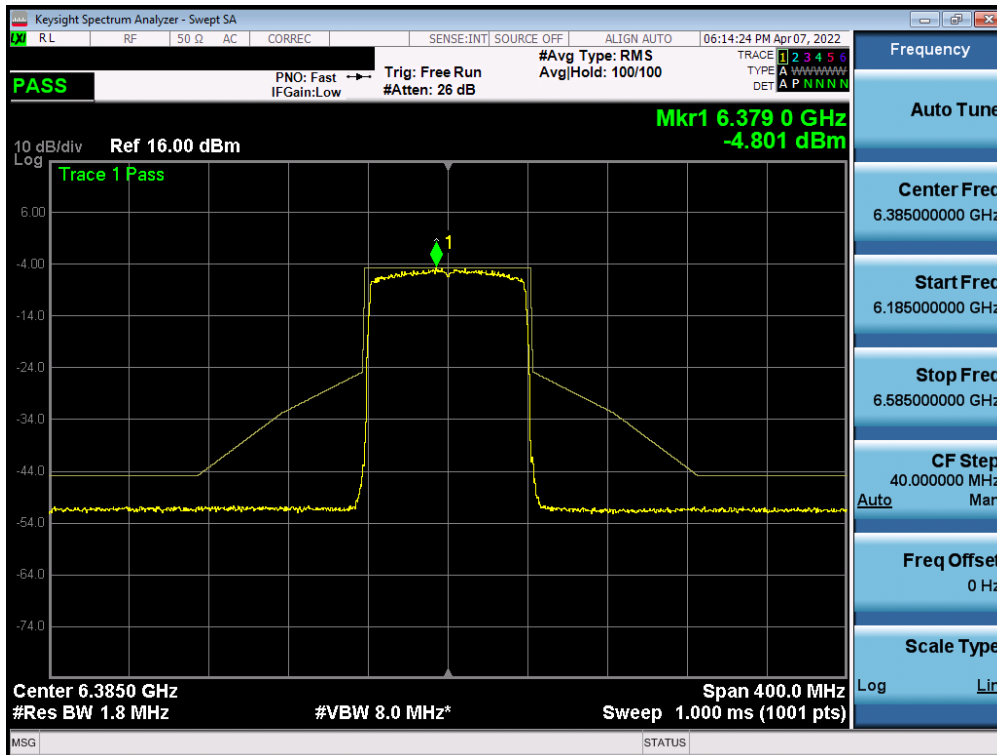 Keysight Spectrum Analyzer - Swept SA
LXI RL RF 50 Ω AC CORREC SENSE:INT SOURCE OFF ALIGN AUTO 06:14:24 PM Apr 07, 2022
PASS
PNO: Fast
IFGain:Low
Trig: Free Run
#Atten: 26 dB
#Avg Type: RMS
Avg|Hold: 100/100
TRACE 1 2 3 4 5 6
TYPE A WWWWW
DET A P N N N N
Mkr1 6.379 0 GHz
-4.801 dBm
10 dB/div Ref 16.00 dBm
Log
Trace 1 Pass
1
6.00
-4.00
-14.0
-24.0
-34.0
-44.0
-54.0
-64.0
-74.0
Center 6.3850 GHz Span 400.0 MHz
#Res BW 1.8 MHz #VBW 8.0 MHz* Sweep 1.000 ms (1001 pts)
MSG STATUS
Frequency
Auto Tune
Center Freq
6.385000000 GHz
Start Freq
6.185000000 GHz
Stop Freq
6.585000000 GHz
CF Step
40.000000 MHz
Auto Man
Freq Offset
0 Hz
Scale Type
Log Lin